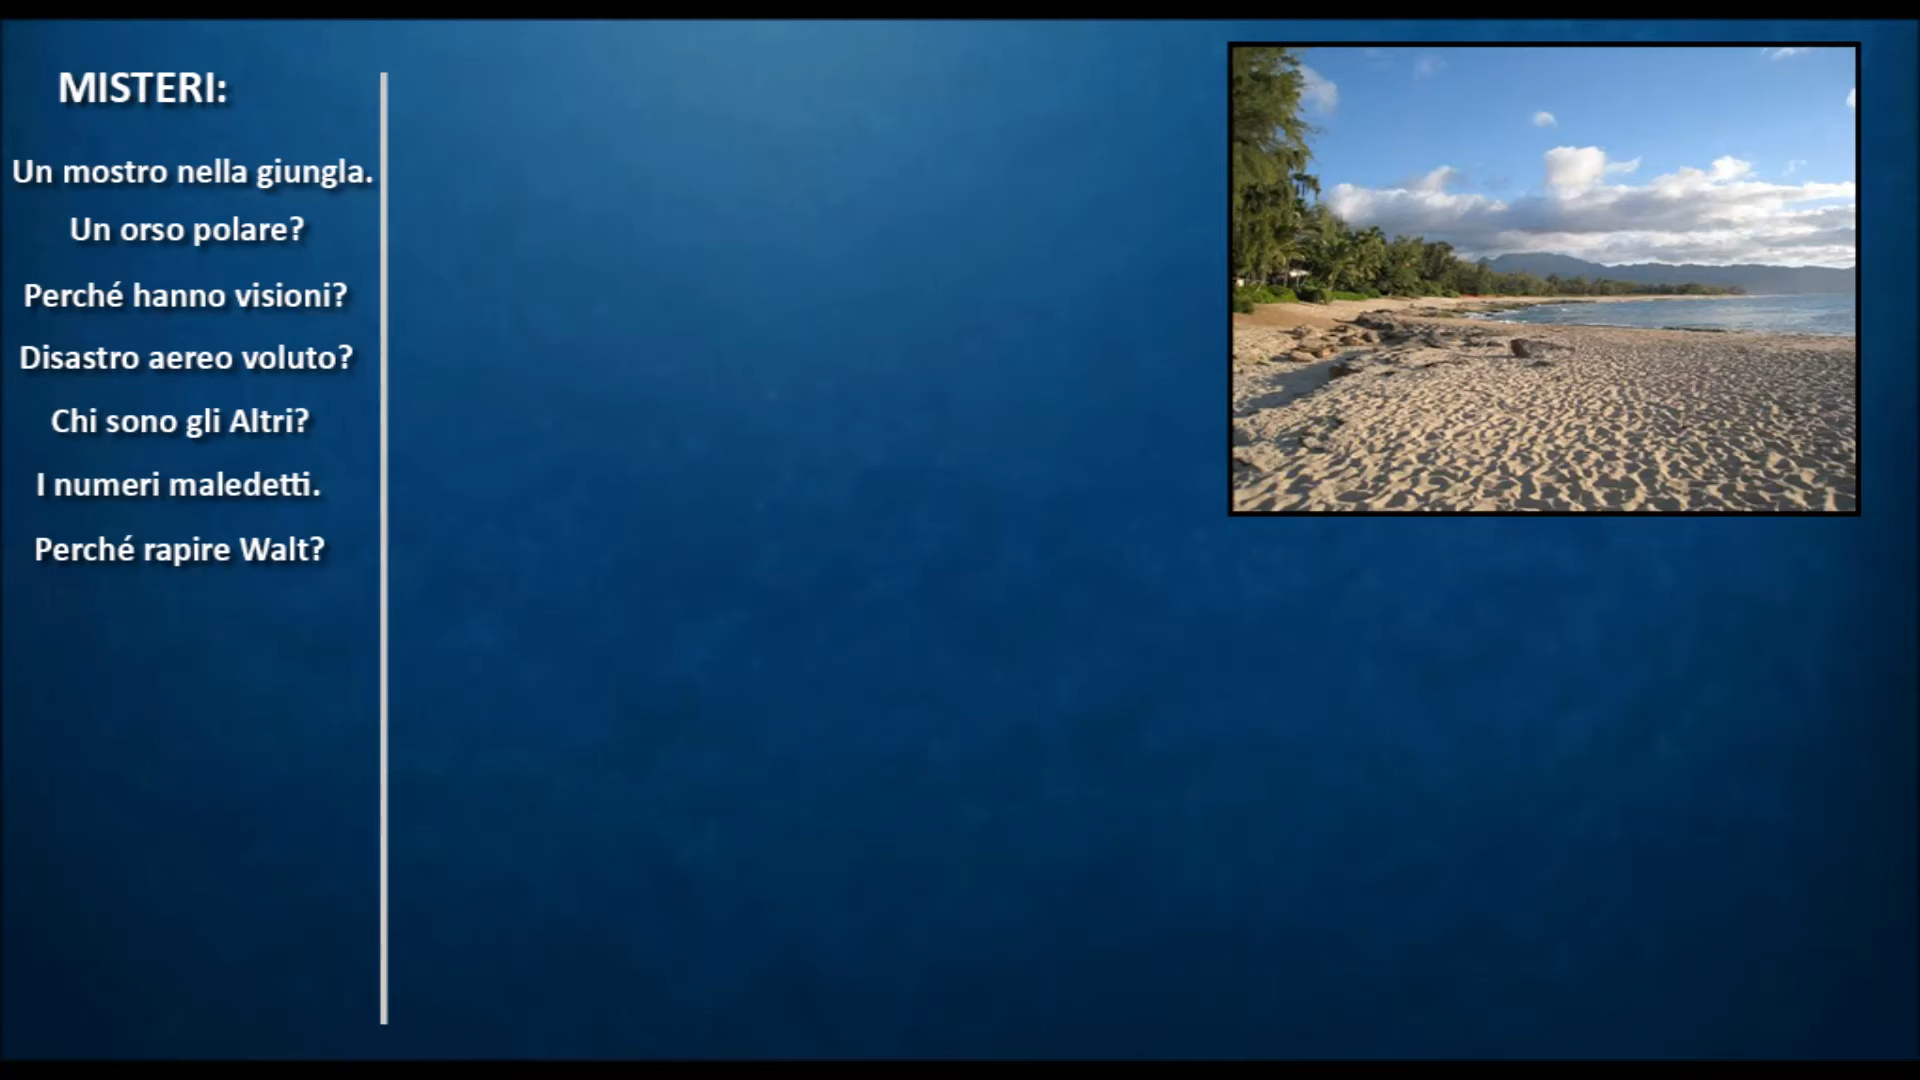 MISTERI:
Un mostro nella giungla.
Un orso polare?
Perché hanno visioni?
Disastro aereo voluto?
Chi sono gli Altri?
I numeri maledetti.
Perché rapire Walt?